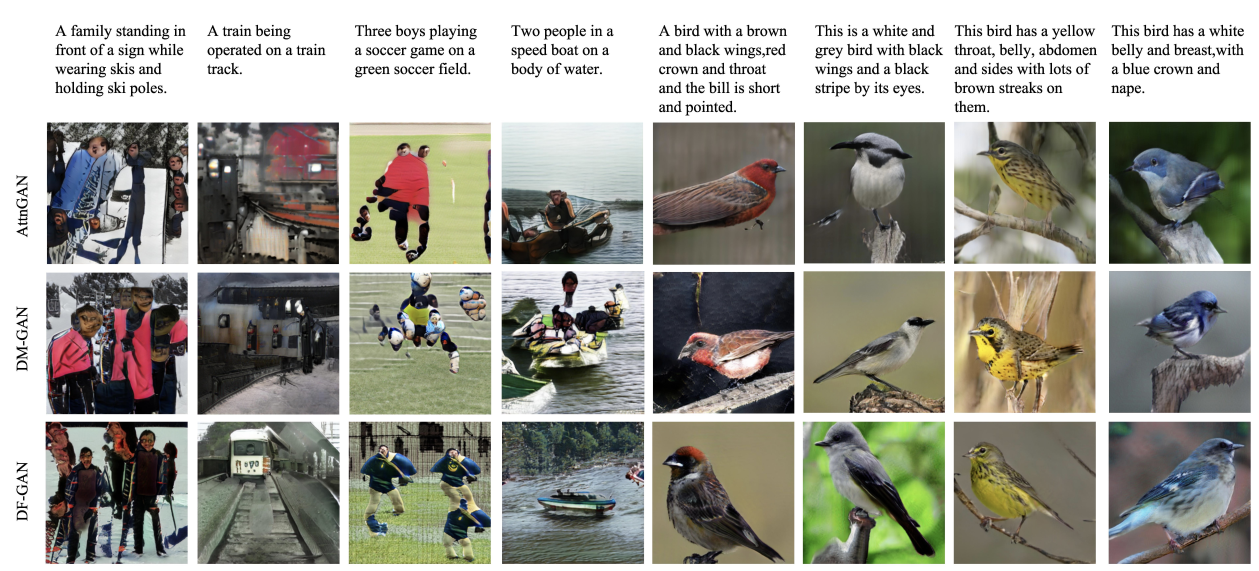 A family standing in
front of a sign while
wearing skis and
holding ski poles.
A train being
operated on a train
track.
Three boys playing
a soccer game on a
green soccer field.
Two people in a
speed boat on a
body of water.
A bird with a brown
and black wings,red
crown and throat
and the bill is short
and pointed.
This is a white and
grey bird with black
wings and a black
stripe by its eyes.
This bird has a yellow
throat, belly, abdomen
and sides with lots of
brown streaks on
them.
This bird has a white
belly and breast,with
a blue crown and
nape.
AttnGAN
DM-GAN
DF-GAN